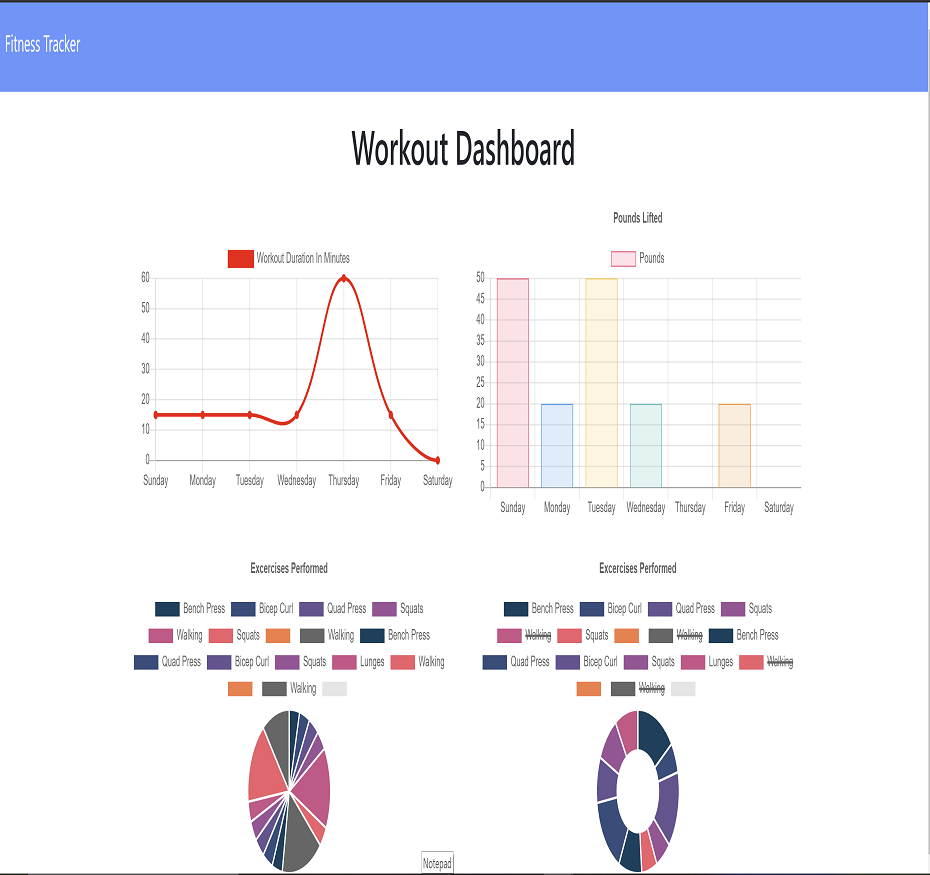 Fitness Tracker
Workout Dashboard
Pounds Lifted
Workout Duration In Minutes
Pounds
60
50
40
30
20
10
0
Sunday Monday Tuesday Wednesday Thursday Friday Saturday
50
45
40
35
30
25
20
15
10
5
0
Sunday Monday Tuesday Wednesday Thursday Friday Saturday
Excercises Performed
Bench Press Bicep Curl Quad Press Squats
Walking Squats Walking Bench Press
Quad Press Bicep Curl Squats Lunges Walking
Walking
Excercises Performed
Bench Press Bicep Curl Quad Press Squats
Walking Squats Walking Bench Press
Quad Press Bicep Curl Squats Lunges Walking
Walking
Notepad